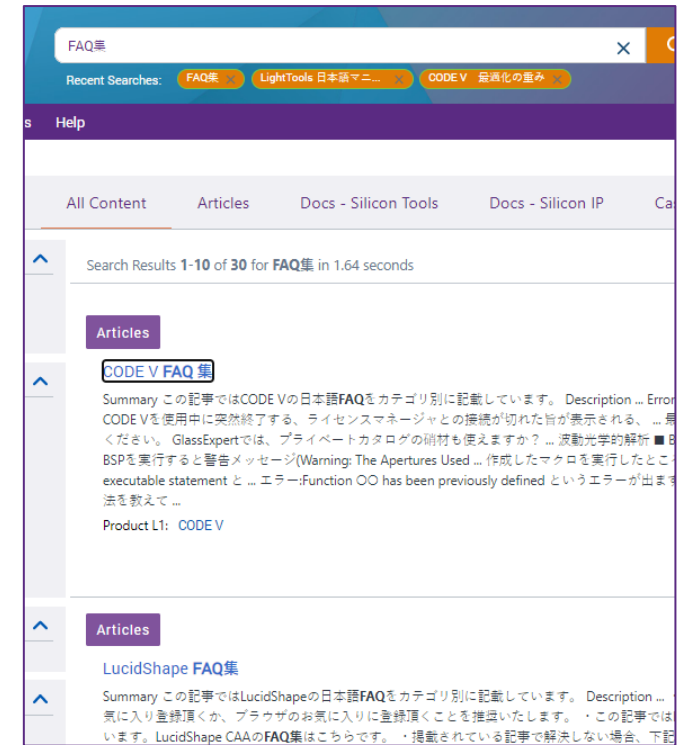 FAQ集
Recent Searches: FAQ集 LightTools 日本語マニ... CODE V 最適化の重み
s Help
All Content Articles Docs - Silicon Tools Docs - Silicon IP Ca
Search Results 1-10 of 30 for FAQ集 in 1.64 seconds
Articles
CODE V FAQ 集
Summary この記事ではCODE Vの日本語FAQをカテゴリ別に記載しています。 Description ... Error
CODE Vを使用中に突然終了する、ライセンスマネージャとの接続が切れた旨が表示される、 ... 最
ください。 GlassExpertでは、プライベートカタログの硝材も使えますか？ ... 波動光学的解析 ■ B
BSPを実行すると警告メッセージ(Warning: The Apertures Used ... 作成したマクロを実行したところ
executable statement と ... エラー:Function 〇〇 has been previously defined というエラーが出ます
法を教えて ...
Product L1: CODE V
Articles
LucidShape FAQ集
Summary この記事ではLucidShapeの日本語FAQをカテゴリ別に記載しています。 Description ...
気に入り登録頂くか、ブラウザのお気に入りに登録頂くことを推奨いたします。 ・この記事では
います。LucidShape CAAのFAQ集はこちらです。 ・掲載されている記事で解決しない場合、下記